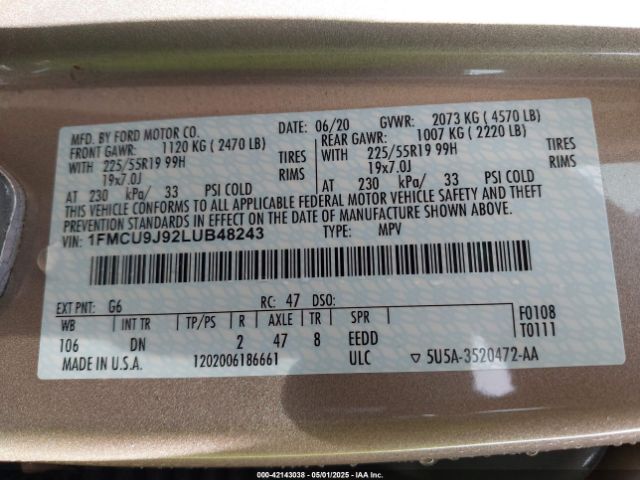 MFD. BY FORD MOTOR CO.
DATE: 06/20 GVWR: 2073 KG ( 4570 LB)
FRONT GAWR: 1120 KG ( 2470 LB) REAR GAWR: 1007 KG ( 2220 LB)
WITH 225/55R19 99H TIRES WITH 225/55R19 99H TIRES
19x7.0J RIMS 19x7.0J RIMS
AT 230 kPa/ 33 PSI COLD AT 230 kPa/ 33 PSI COLD
THIS VEHICLE CONFORMS TO ALL APPLICABLE FEDERAL MOTOR VEHICLE SAFETY AND THEFT
PREVENTION STANDARDS IN EFFECT ON THE DATE OF MANUFACTURE SHOWN ABOVE.
VIN: 1FMCU9J92LUB48243 TYPE: MPV
EXT PNT: G6 RC: 47 DSO:
WB INT TR TP/PS R AXLE TR SPR F0108
106 DN 2 47 8 EEDD T0111
MADE IN U.S.A. 1202006186661 ULC ▽ 5U5A-3520472-AA
000-42143038 - 05/01/2025 - IAA Inc.